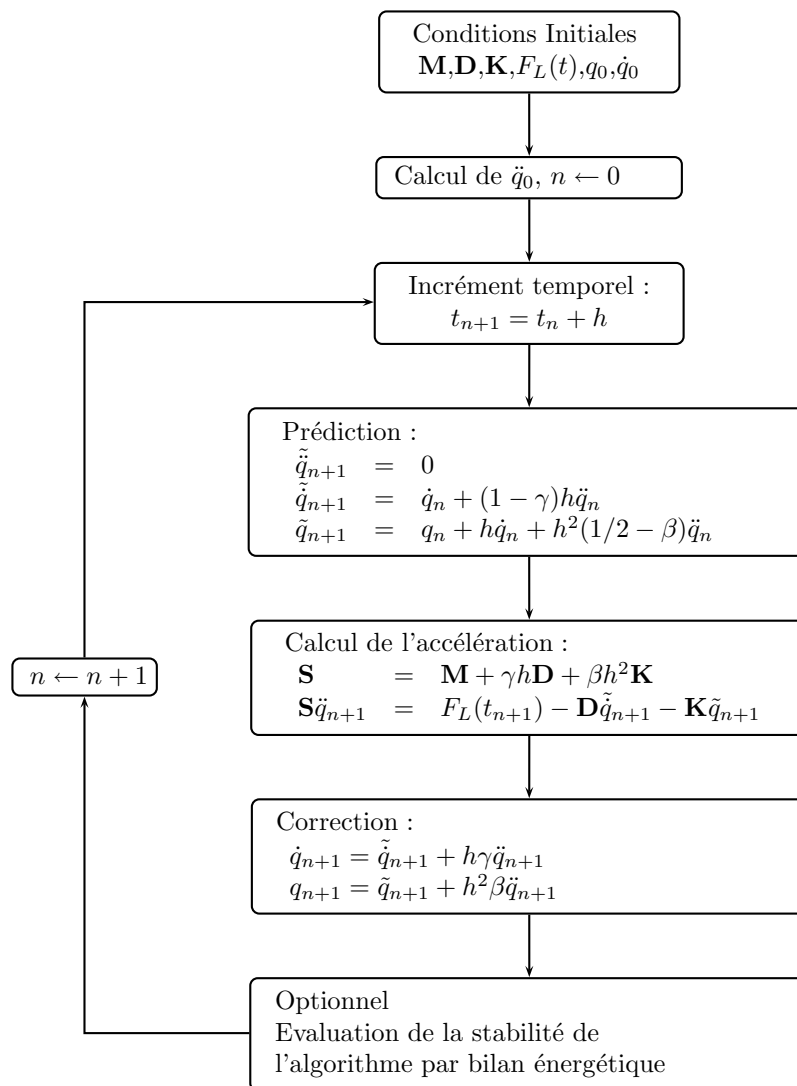 Conditions Initiales
M,D,K,F_L(t),q_0,q̇_0
Calcul de q̈_0, n ← 0
Incrément temporel :
t_{n+1} = t_n + h
Prédiction :
q̈̃_{n+1} = 0
q̇̃_{n+1} = q̇_n + (1 − γ)hq̈_n
q̃_{n+1} = q_n + hq̇_n + h²(1/2 − β)q̈_n
Calcul de l'accélération :
S = M + γhD + βh²K
Sq̈_{n+1} = F_L(t_{n+1}) − Dq̇̃_{n+1} − Kq̃_{n+1}
n ← n + 1
Correction :
q̇_{n+1} = q̇̃_{n+1} + hγq̈_{n+1}
q_{n+1} = q̃_{n+1} + h²βq̈_{n+1}
Optionnel
Evaluation de la stabilité de
l'algorithme par bilan énergétique